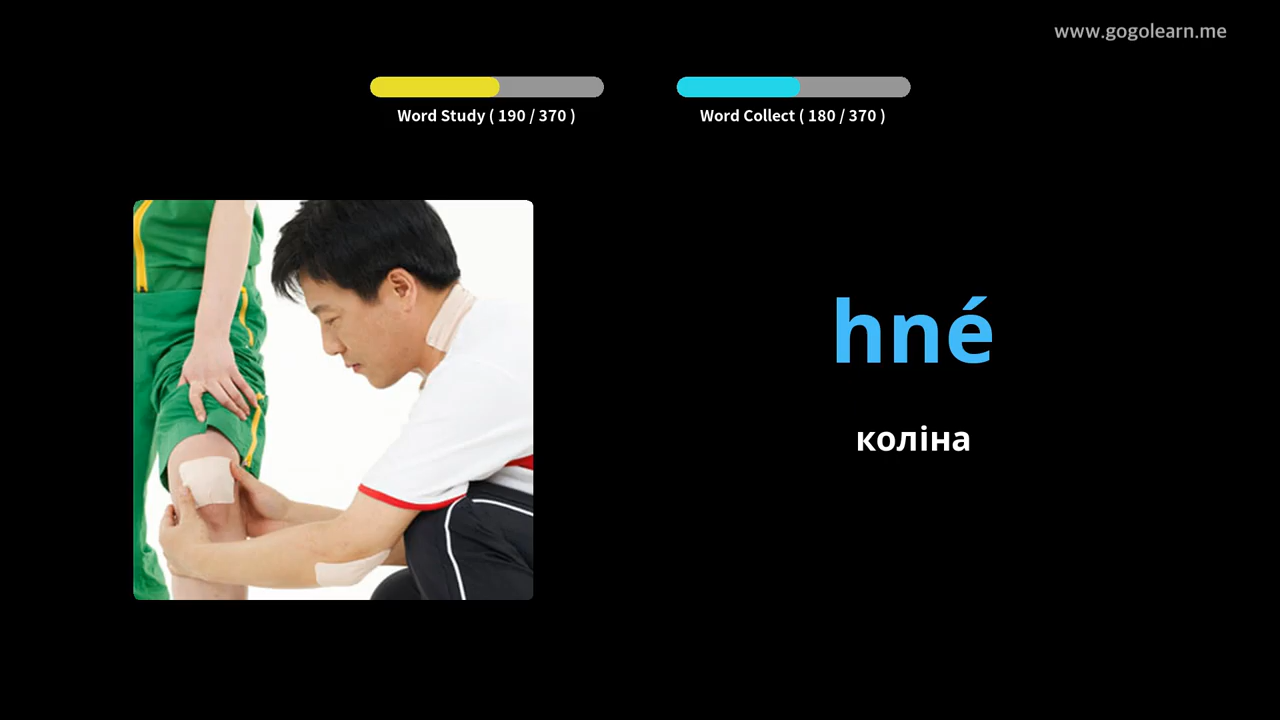 www.gogolearn.me
Word Study ( 190 / 370 )
Word Collect ( 180 / 370 )
hné
коліна